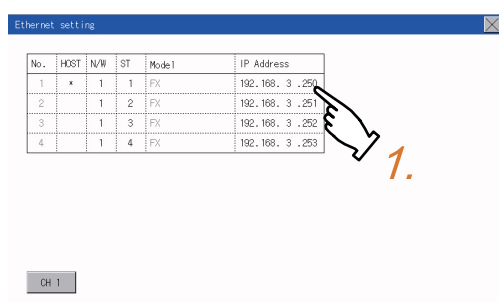 Ethernet setti
No. HOST N/W ST Model IP Address
1 * 1 1 FX 192.168. 3 .250
2 1 2 FX 192.168. 3 .251
3 1 3 FX 192.168. 3 .252
4 1 4 FX 192.168. 3 .253
1.
CH 1